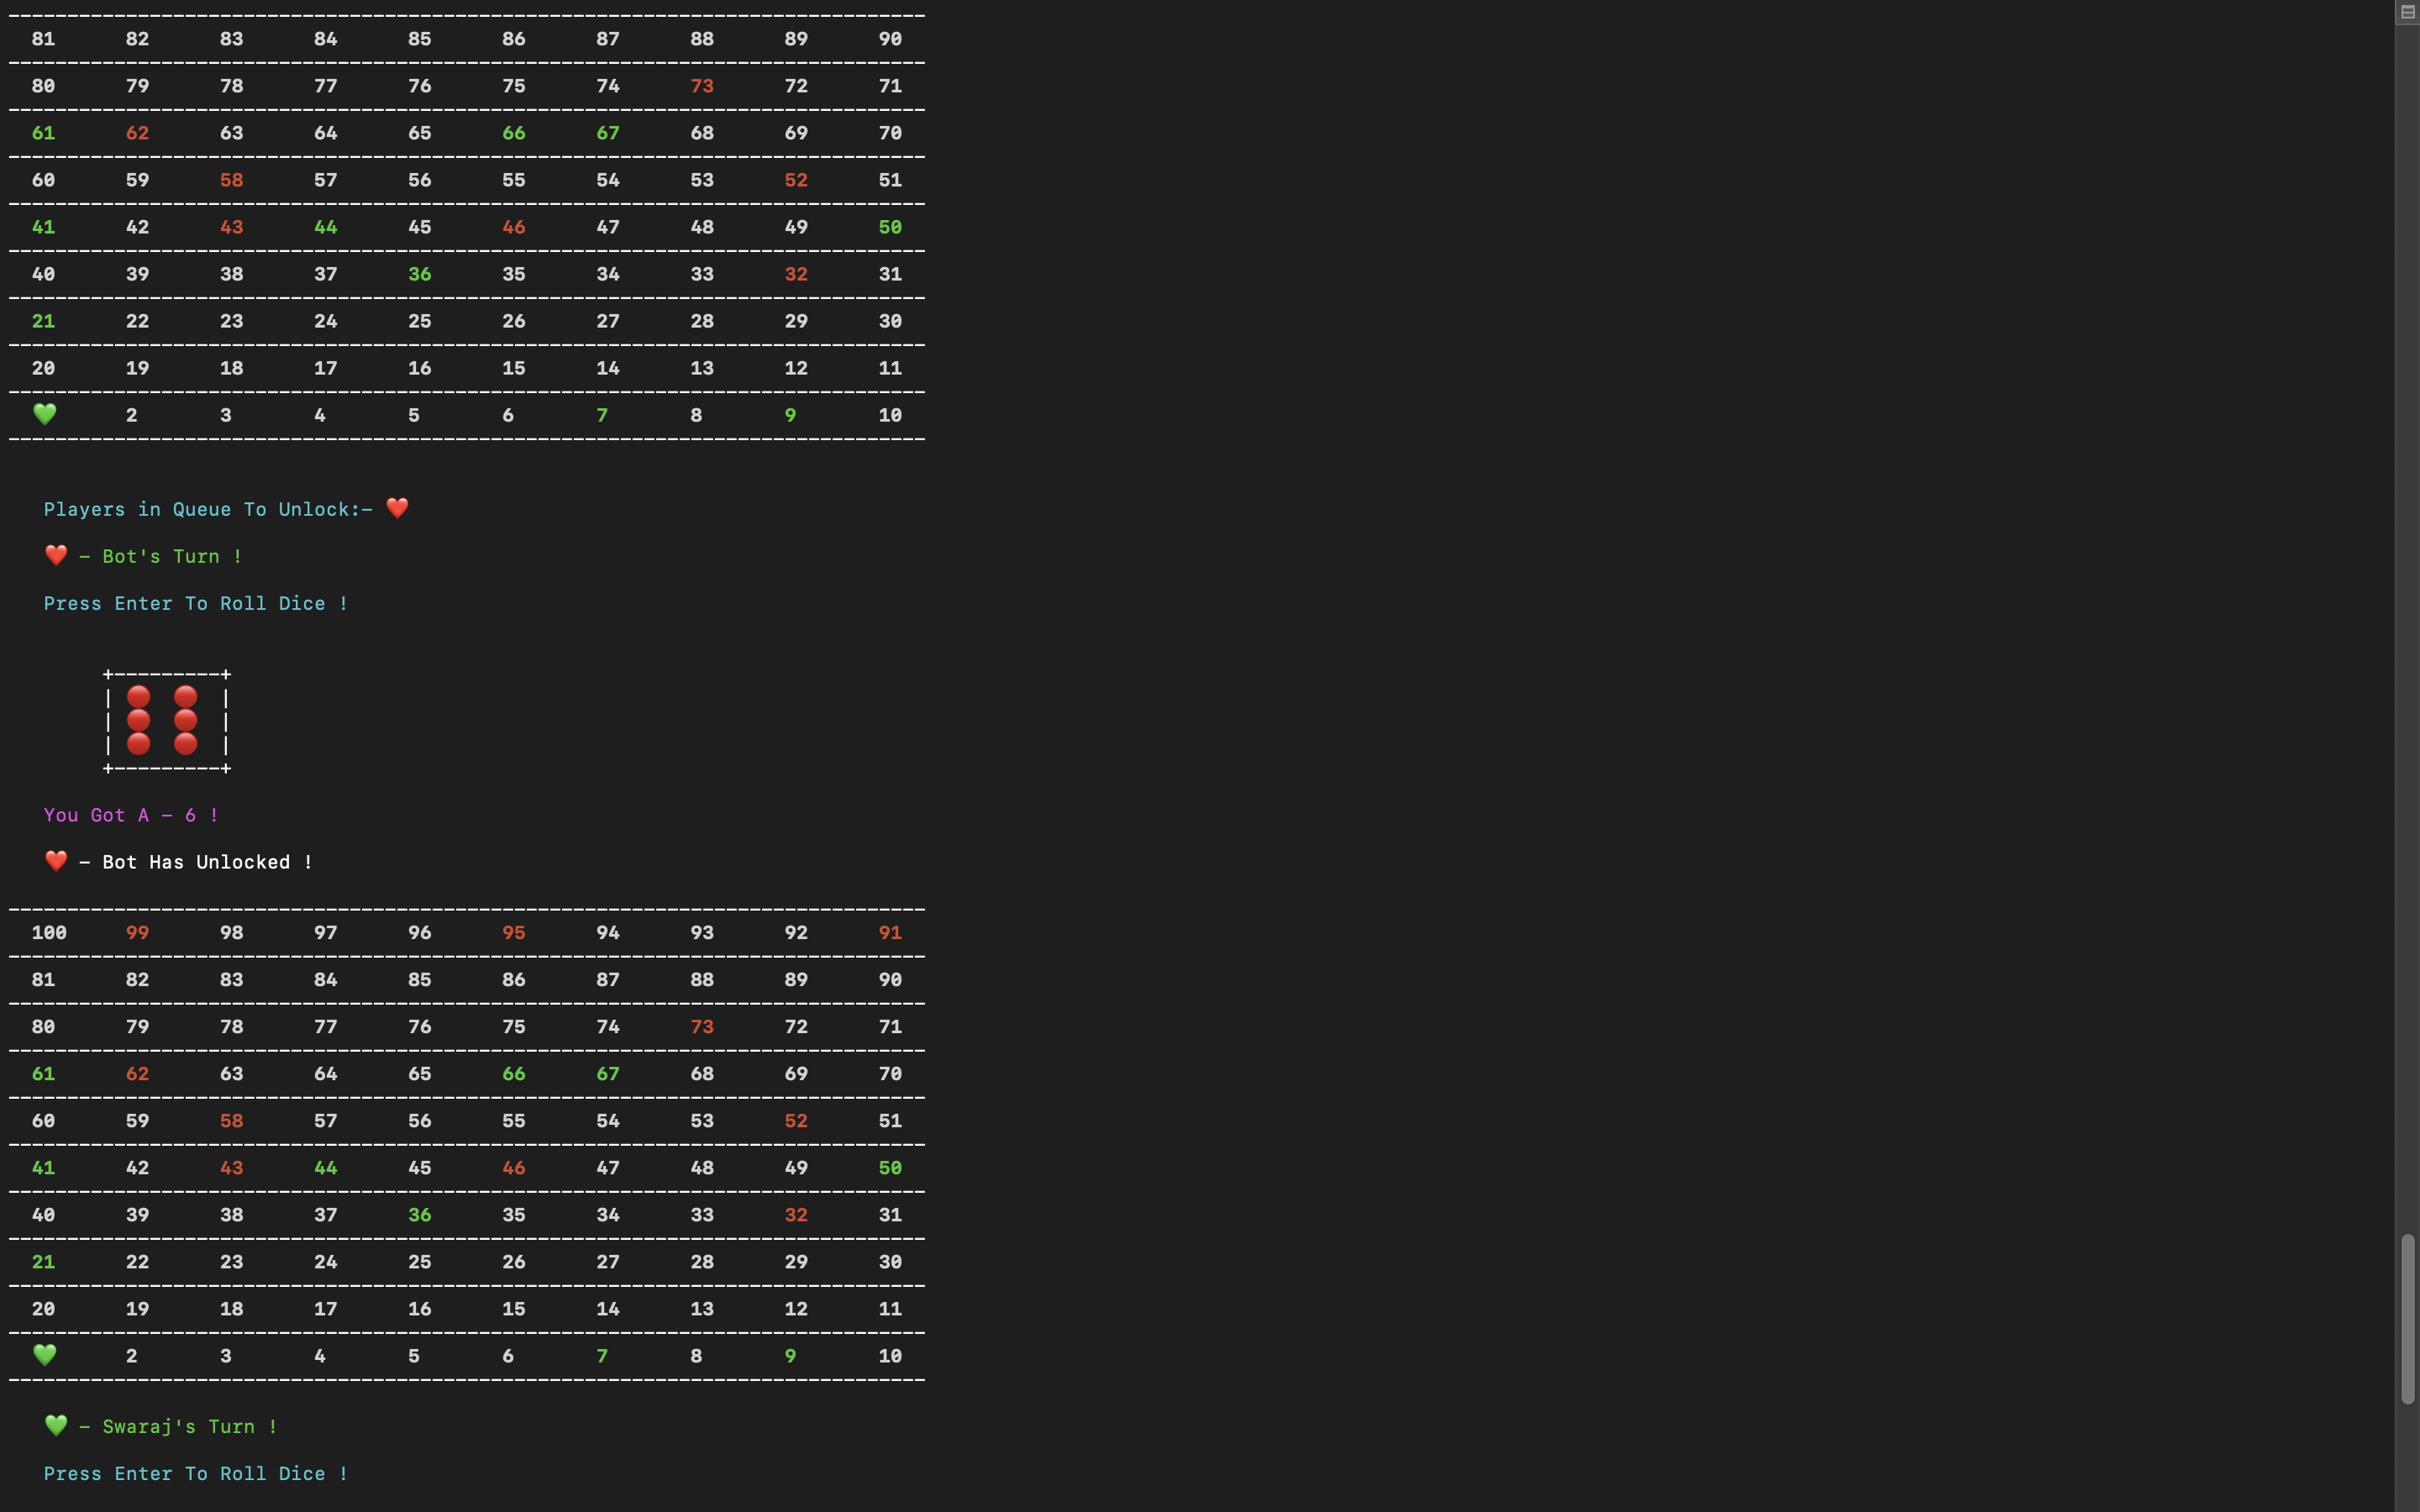 81 82 83 84 85 86 87 88 89 90
80 79 78 77 76 75 74 73 72 71
61 62 63 64 65 66 67 68 69 70
60 59 58 57 56 55 54 53 52 51
41 42 43 44 45 46 47 48 49 50
40 39 38 37 36 35 34 33 32 31
21 22 23 24 25 26 27 28 29 30
20 19 18 17 16 15 14 13 12 11
💚 2 3 4 5 6 7 8 9 10
Players in Queue To Unlock:- ❤️
❤️ - Bot's Turn !
Press Enter To Roll Dice !
You Got A - 6 !
❤️ - Bot Has Unlocked !
100 99 98 97 96 95 94 93 92 91
81 82 83 84 85 86 87 88 89 90
80 79 78 77 76 75 74 73 72 71
61 62 63 64 65 66 67 68 69 70
60 59 58 57 56 55 54 53 52 51
41 42 43 44 45 46 47 48 49 50
40 39 38 37 36 35 34 33 32 31
21 22 23 24 25 26 27 28 29 30
20 19 18 17 16 15 14 13 12 11
💚 2 3 4 5 6 7 8 9 10
💚 - Swaraj's Turn !
Press Enter To Roll Dice !